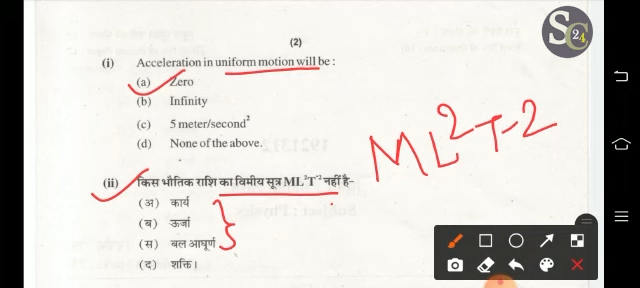 (2)
SC24
(i) Acceleration in uniform motion will be :
(a) Zero
(b) Infinity
(c) 5 meter/second²
(d) None of the above.
ML²T-2
(ii) किस भौतिक राशि का विमीय सूत्र ML²T⁻² नहीं है-
(अ) कार्य
(ब) ऊर्जा
(स) बल आघूर्ण
(द) शक्ति।